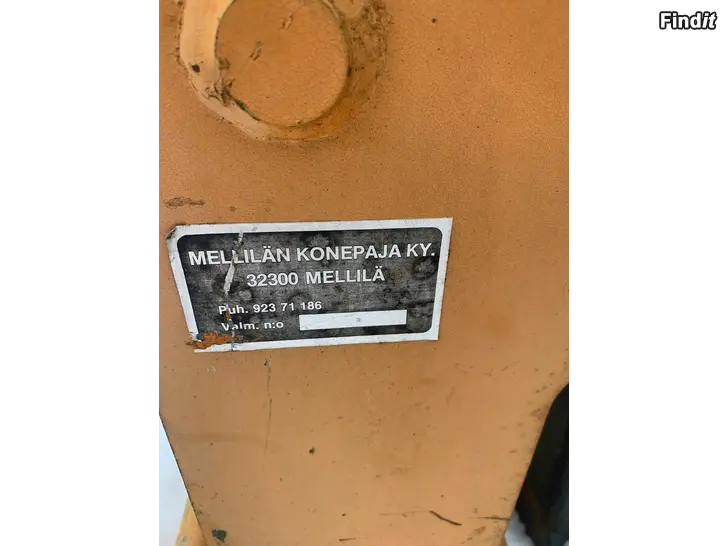 Findit
MELLILÄN KONEPAJA KY.
32300 MELLILÄ
Puh. 923 71 186
Valm. n:o